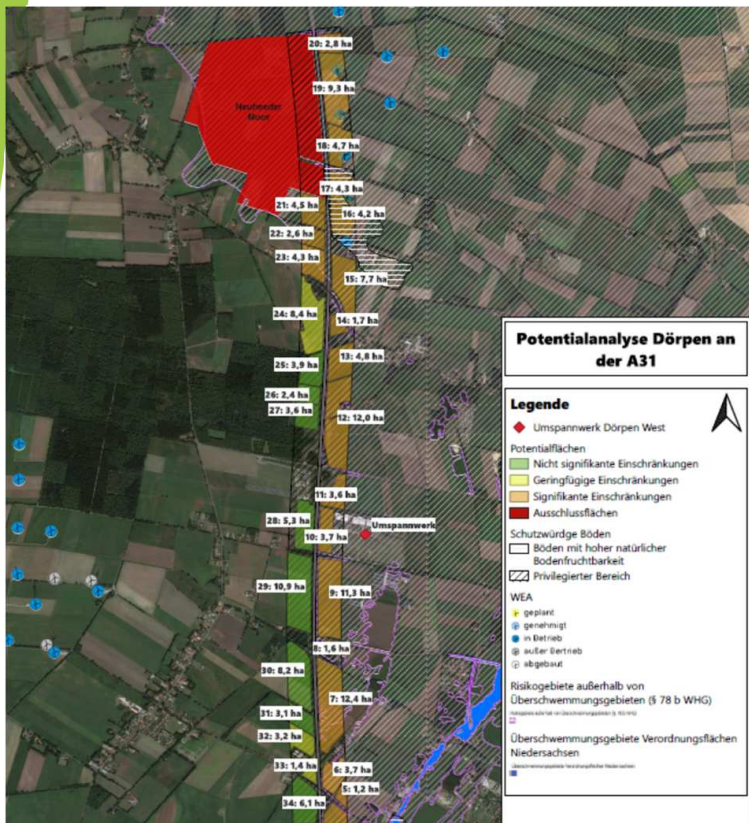 20: 2,8 ha
19: 9,3 ha
Neuheeder
Moor
18: 4,7 ha
17: 4,3 ha
21: 4,5 ha
16: 4,2 ha
22: 2,6 ha
23: 4,3 ha
15: 7,7 ha
24: 8,4 ha
14: 1,7 ha
13: 4,8 ha
25: 3,9 ha
26: 2,4 ha
27: 3,6 ha
12: 12,0 ha
11: 3,6 ha
28: 5,3 ha
Umspannwerk
10: 3,7 ha
29: 10,9 ha
9: 11,3 ha
8: 1,6 ha
30: 8,2 ha
7: 12,4 ha
31: 3,1 ha
32: 3,2 ha
33: 1,4 ha
6: 3,7 ha
5: 1,2 ha
34: 6,1 ha
Potentialanalyse Dörpen an
der A31
Legende
Umspannwerk Dörpen West
Potentialflächen
Nicht signifikante Einschränkungen
Geringfügige Einschränkungen
Signifikante Einschränkungen
Ausschlussflächen
Schutzwürdge Böden
Böden mit hoher natürlicher
Bodenfruchtbarkeit
Privilegierter Bereich
WEA
geplant
genehmigt
in Betrieb
außer Bertrieb
abgebaut
Risikogebiete außerhalb von
Überschwemmungsgebieten (§ 78 b WHG)
Überschwemmungsgebiete Verordnungsflächen
Niedersachsen